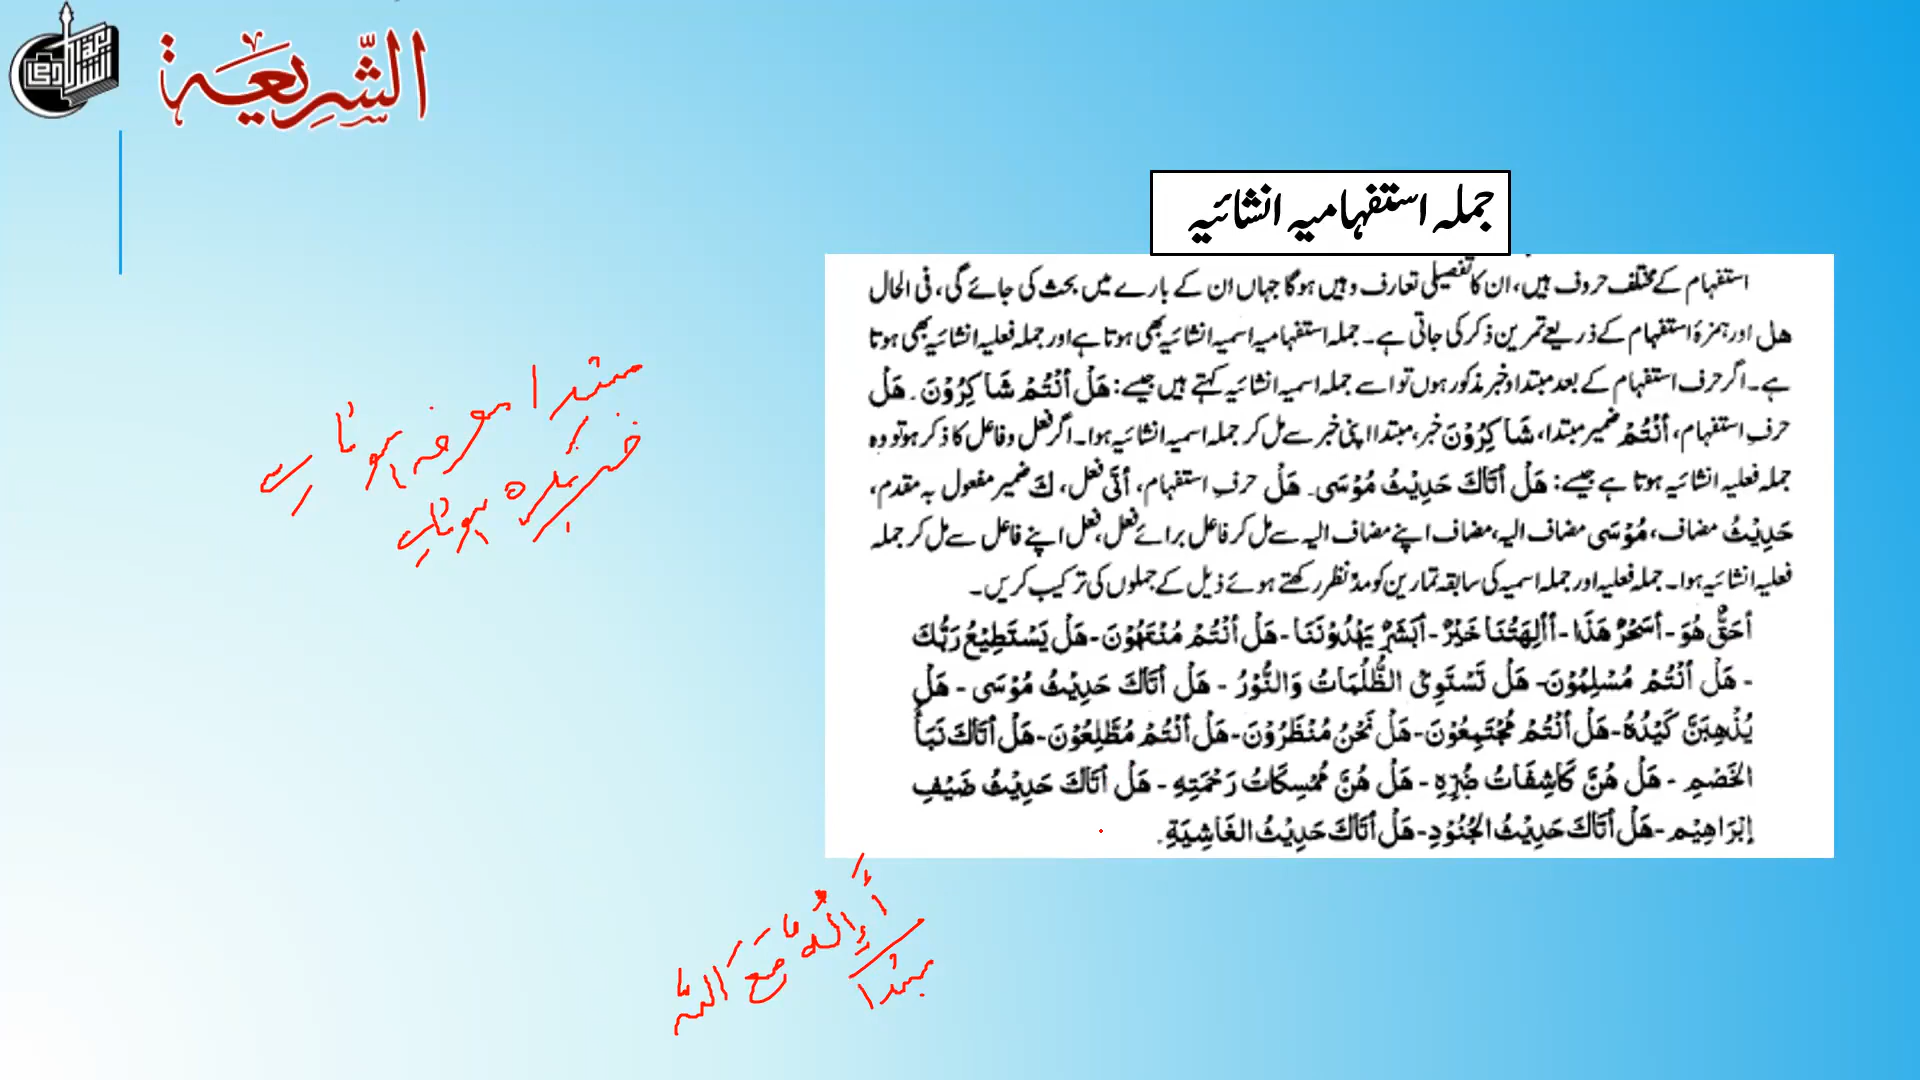 الشّرِیعَۃ
جملہ استفہامیہ انشائیہ
استفہام کے مختلف حروف ہیں، ان کا تفصیلی تعارف وہیں ہوگا جہاں ان کے بارے میں بحث کی جائے گی، فی الحال
ھل اور ہمزۂ استفہام کے ذریعے تمرین ذکر کی جاتی ہے۔ جملہ استفہامیہ اسمیہ انشائیہ بھی ہوتا ہے اور جملہ فعلیہ انشائیہ بھی ہوتا
ہے۔ اگر حرف استفہام کے بعد مبتدا و خبر مذکور ہوں تو اسے جملہ اسمیہ انشائیہ کہتے ہیں جیسے: هَلْ أَنْتُمْ شَاكِرُوْنَ۔ هَلْ
حرفِ استفہام، أَنْتُمْ ضمیر مبتدا، شَاكِرُوْنَ خبر، مبتدا اپنی خبر سے مل کر جملہ اسمیہ انشائیہ ہوا۔ اگر فعل و فاعل کا ذکر ہو تو وہ
جملہ فعلیہ انشائیہ ہوتا ہے جیسے: هَلْ أَتَاكَ حَدِيْثُ مُوْسَى۔ هَلْ حرفِ استفہام، أَتَى فعل، كَ ضمیر مفعول بہ مقدم،
حَدِيْثُ مضاف، مُوْسَى مضاف الیہ، مضاف اپنے مضاف الیہ سے مل کر فاعل برائے فعل، فعل اپنے فاعل سے مل کر جملہ
فعلیہ انشائیہ ہوا۔ جملہ فعلیہ اور جملہ اسمیہ کی سابقہ تمارین کو مدّ نظر رکھتے ہوئے ذیل کے جملوں کی ترکیب کریں۔
أَحَقٌّ هُوَ-أَسِحْرٌ هَذَا-أَآلِهَتُنَا خَيْرٌ-أَبَشَرٌ يَهْدُوْنَنَا-هَلْ أَنْتُمْ مُنْتَهُوْنَ-هَلْ يَسْتَطِيْعُ رَبُّكَ
- هَلْ أَنْتُمْ مُسْلِمُوْنَ- هَلْ تَسْتَوِيْ الظُّلُمَاتُ وَالنُّوْرُ - هَلْ أَتَاكَ حَدِيْثُ مُوْسَى - هَلْ
يُذْهِبَنَّ كَيْدُهُ-هَلْ أَنْتُمْ مُجْتَمِعُوْنَ-هَلْ نَحْنُ مُنْظَرُوْنَ-هَلْ أَنْتُمْ مُطَّلِعُوْنَ-هَلْ أَتَاكَ نَبَأُ
الخَصْمِ - هَلْ هُنَّ كَاشِفَاتُ ضُرِّهِ - هَلْ هُنَّ مُمْسِكَاتُ رَحْمَتِهِ - هَلْ أَتَاكَ حَدِيْثُ ضَيْفِ
إِبْرَاهِيْم-هَلْ أَتَاكَ حَدِيْثُ الجُنُوْدِ-هَلْ أَتَاكَ حَدِيْثُ الغَاشِيَةِ۔
مبتدا معرفہ ہوتا ہے
خبر نکرہ ہوتا ہے
أَ إِلٰهٌ مَّعَ اللّٰهِ
مبتدا